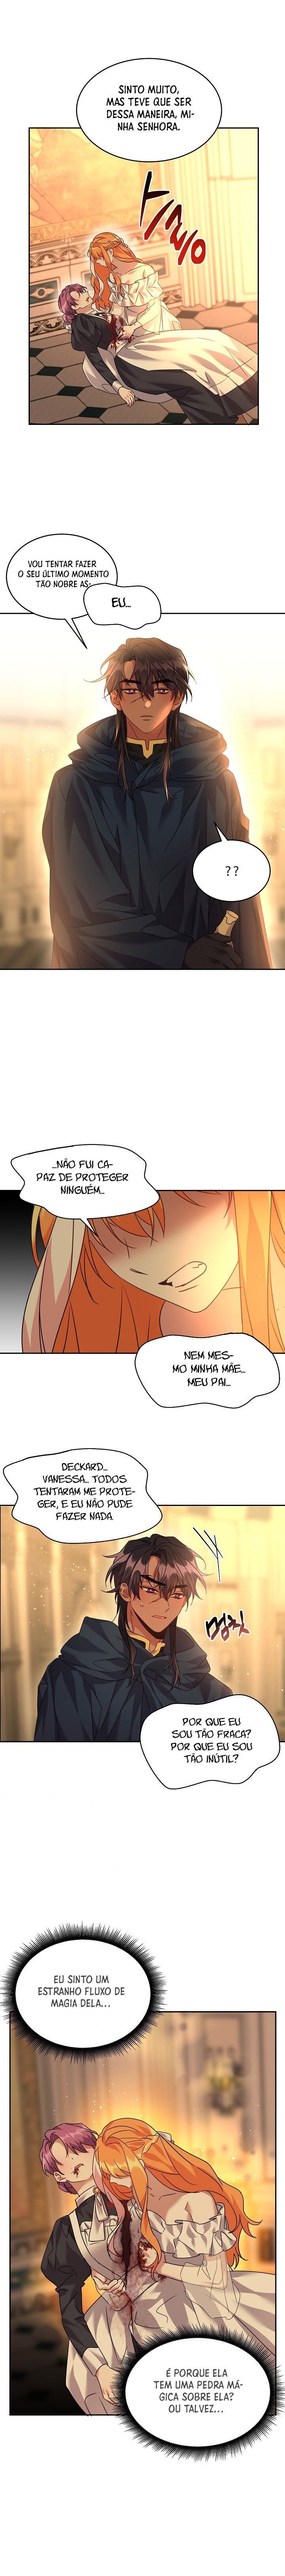 SINTO MUITO,
MAS TEVE QUE SER
DESSA MANEIRA, MI-
NHA SENHORA.
VOU TENTAR FAZER
O SEU ÚLTIMO MOMENTO
TÃO NOBRE AS-
EU...
??
...NÃO FUI CA-
PAZ DE PROTEGER
NINGUÉM...
NEM MES-
MO MINHA MÃE...
MEU PAI...
DECKARD...
VANESSA... TODOS
TENTARAM ME PROTE-
GER, E EU NÃO PUDE
FAZER NADA.
POR QUE EU
SOU TÃO FRACA?
POR QUE EU SOU
TÃO INÚTIL?
EU SINTO UM
ESTRANHO FLUXO DE
MAGIA DELA...
É PORQUE ELA
TEM UMA PEDRA MÁ-
GICA SOBRE ELA?
OU TALVEZ...